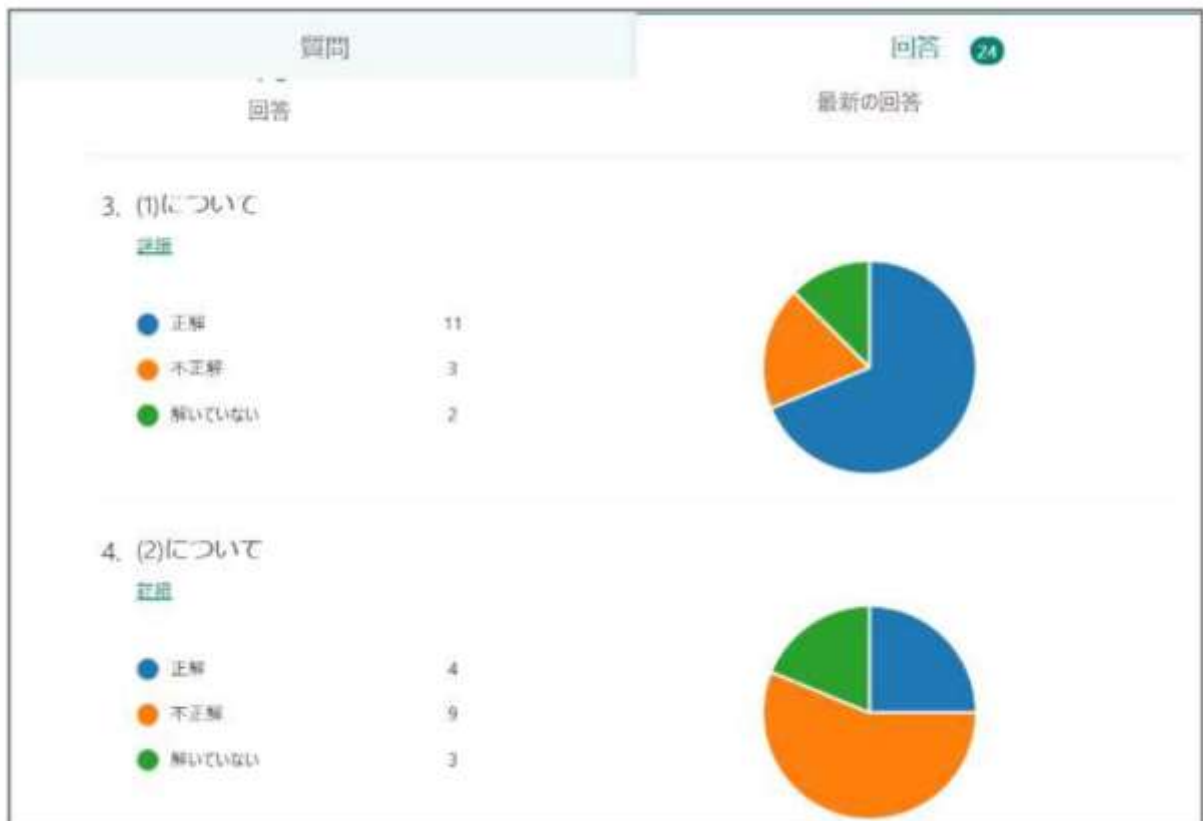 質問
回答 24
回答
最新の回答
3. (1)について
詳細
正解 11
不正解 3
解いていない 2
4. (2)について
詳細
正解 4
不正解 9
解いていない 3